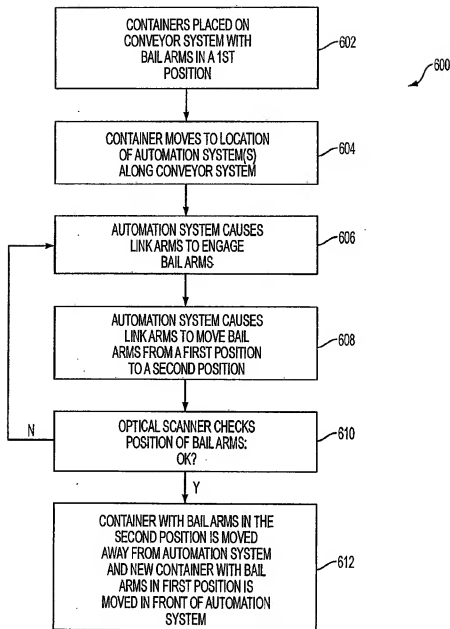 CONTAINERS PLACED ON
CONVEYOR SYSTEM WITH
BAIL ARMS IN A 1ST
POSITION
602
600
CONTAINER MOVES TO LOCATION
OF AUTOMATION SYSTEM(S)
ALONG CONVEYOR SYSTEM
604
AUTOMATION SYSTEM CAUSES
LINK ARMS TO ENGAGE
BAIL ARMS
606
AUTOMATION SYSTEM CAUSES
LINK ARMS TO MOVE BAIL
ARMS FROM A FIRST POSITION
TO A SECOND POSITION
608
N
OPTICAL SCANNER CHECKS
POSITION OF BAIL ARMS:
OK?
610
Y
CONTAINER WITH BAIL ARMS IN THE
SECOND POSITION IS MOVED
AWAY FROM AUTOMATION SYSTEM
AND NEW CONTAINER WITH BAIL
ARMS IN FIRST POSITION IS
MOVED IN FRONT OF AUTOMATION
SYSTEM
612